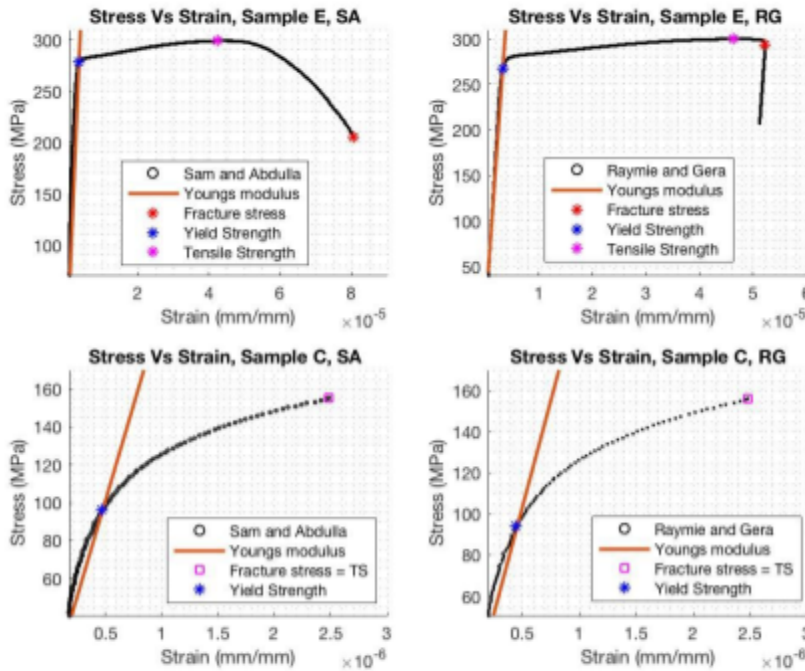 Stress Vs Strain, Sample E, SA
Stress (MPa)
300
250
200
150
100
Sam and Abdulla
Youngs modulus
Fracture stress
Yield Strength
Tensile Strength
2 4 6 8
Strain (mm/mm) ×10-5
Stress Vs Strain, Sample E, RG
Stress (MPa)
300
250
200
150
100
50
Raymie and Gera
Youngs modulus
Fracture stress
Yield Strength
Tensile Strength
1 2 3 4 5 6
Strain (mm/mm) ×10-5
Stress Vs Strain, Sample C, SA
Stress (MPa)
160
140
120
100
80
60
Sam and Abdulla
Youngs modulus
Fracture stress = TS
Yield Strength
0.5 1 1.5 2 2.5 3
Strain (mm/mm) ×10-6
Stress Vs Strain, Sample C, RG
Stress (MPa)
160
140
120
100
80
60
Raymie and Gera
Youngs modulus
Fracture stress = TS
Yield Strength
0.5 1 1.5 2 2.5 3
Strain (mm/mm) ×10-6